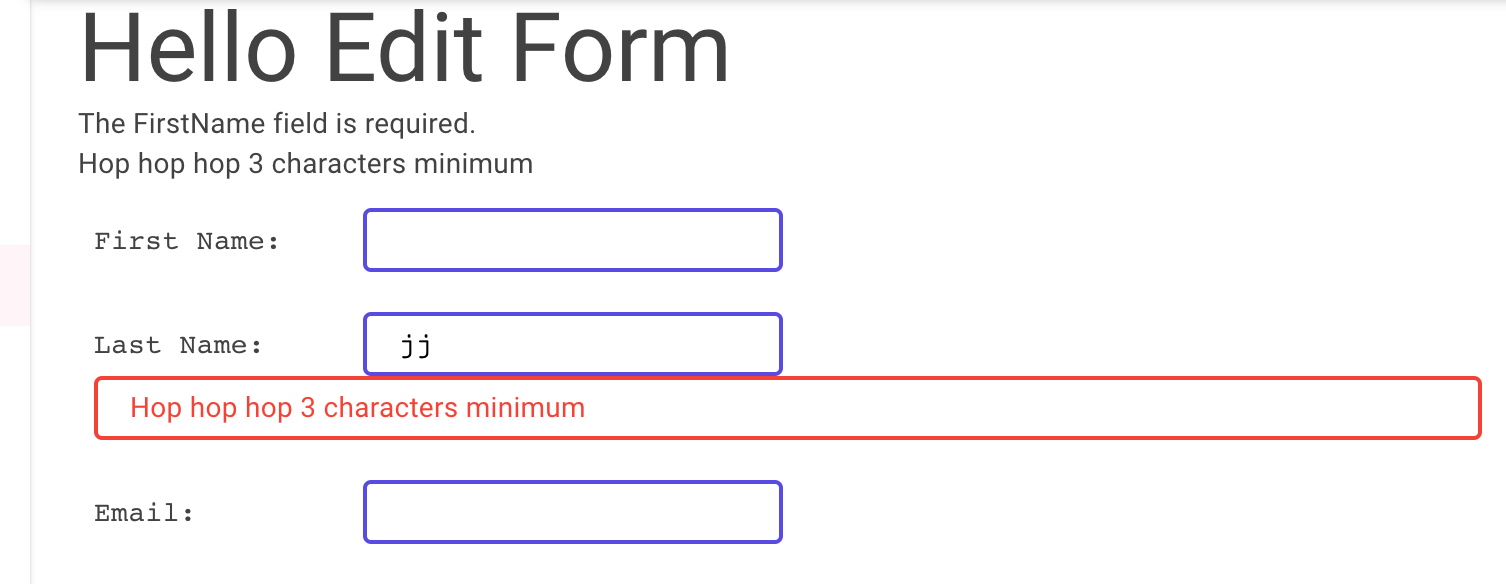 Hello Edit Form
The FirstName field is required.
Hop hop hop 3 characters minimum
First Name:
Last Name: jj
Hop hop hop 3 characters minimum
Email: